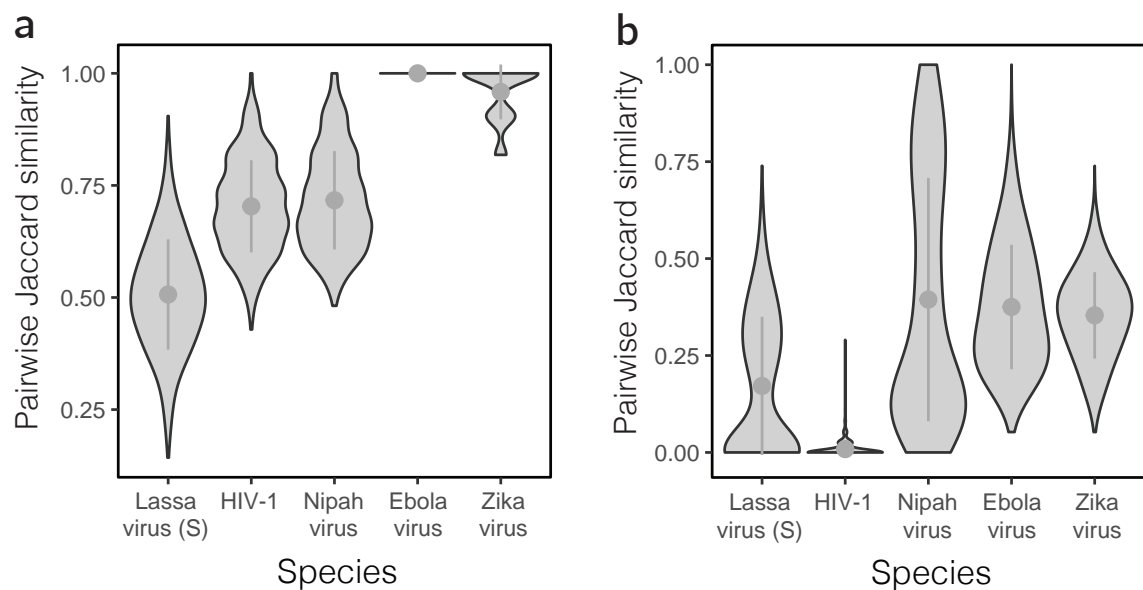 a
Pairwise Jaccard similarity
1.00
0.75
0.50
0.25
Lassa
virus (S)
HIV-1
Nipah
virus
Ebola
virus
Zika
virus
Species
b
Pairwise Jaccard similarity
1.00
0.75
0.50
0.25
0.00
Lassa
virus (S)
HIV-1
Nipah
virus
Ebola
virus
Zika
virus
Species